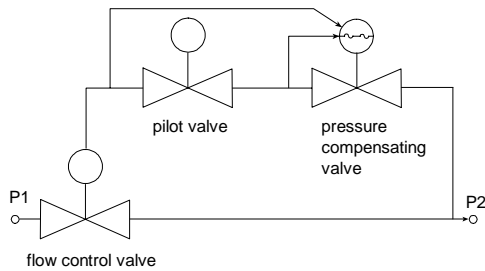 pilot valve
pressure
compensating
valve
P1
P2
flow control valve